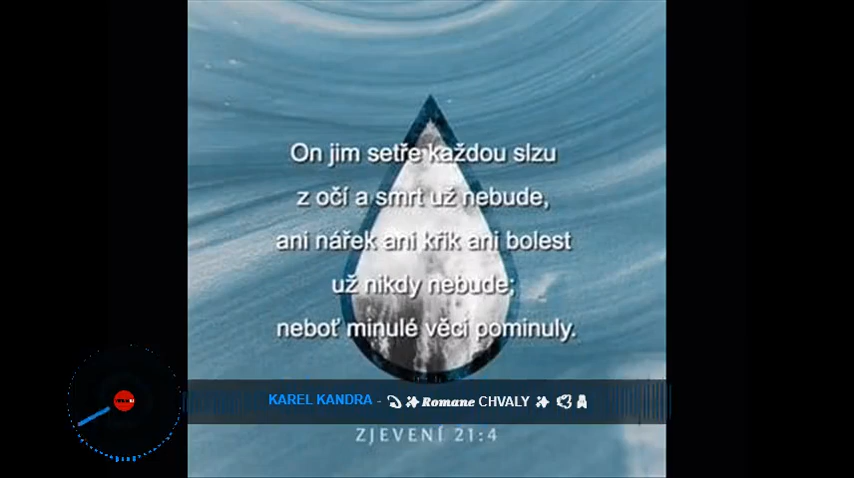 On jim setře každou slzu
z očí a smrt už nebude,
ani nářek ani křik ani bolest
už nikdy nebude;
neboť minulé věci pominuly.
KAREL KANDRA - Romane CHVALY
ZJEVENÍ 21:4